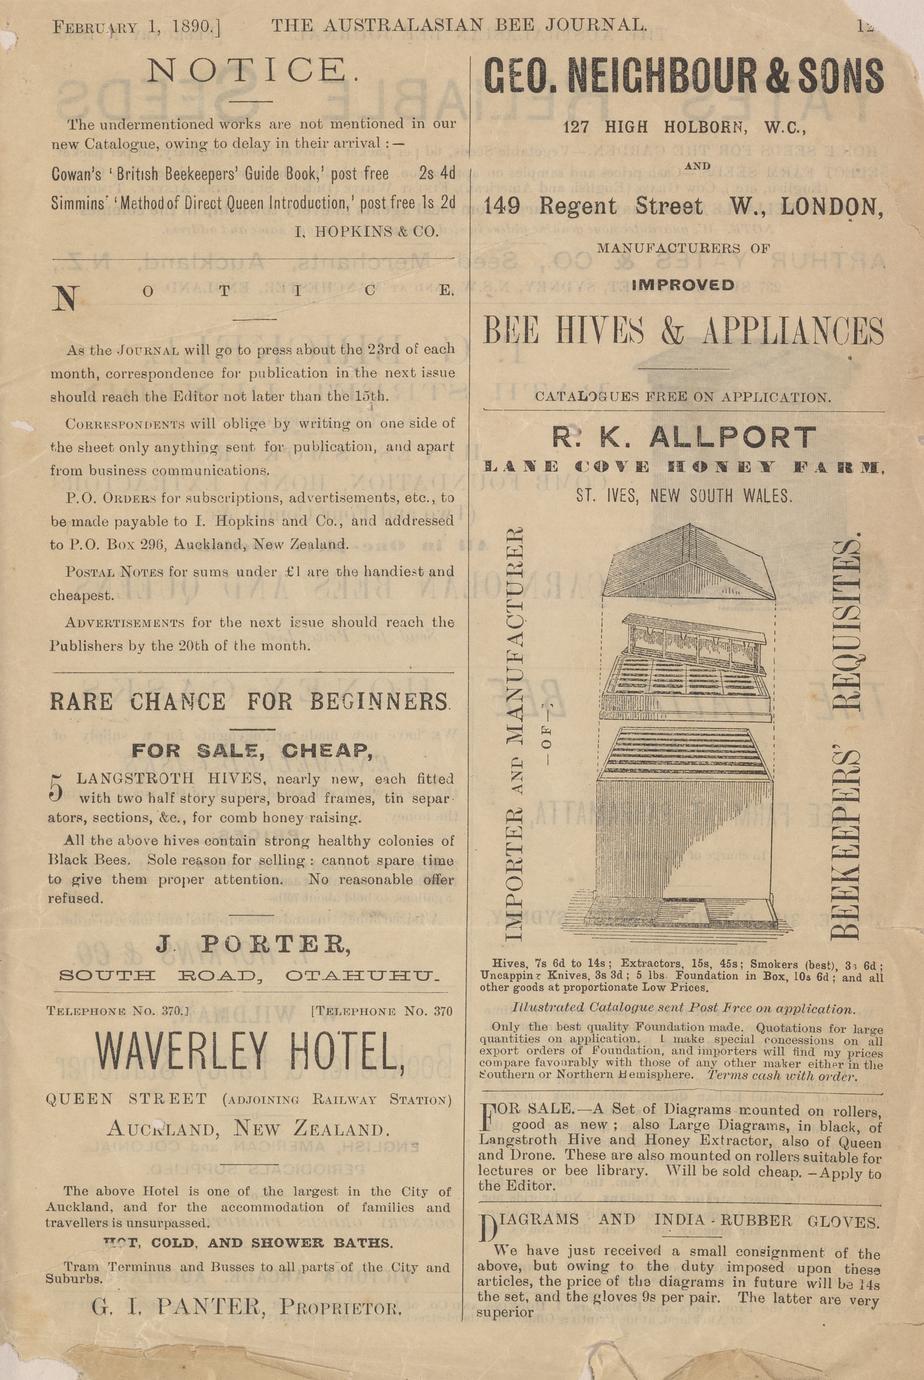 FEBRUARY 1, 1890.] THE AUSTRALASIAN BEE JOURNAL.
NOTICE.
The undermentioned works are not mentioned in our
new Catalogue, owing to delay in their arrival :—
Cowan's 'British Beekeepers' Guide Book,' post free 2s 4d
Simmins' 'Method of Direct Queen Introduction,' post free 1s 2d
I. HOPKINS & CO.
NOTICE.
As the JOURNAL will go to press about the 23rd of each
month, correspondence for publication in the next issue
should reach the Editor not later than the 15th.
CORRESPONDENTS will oblige by writing on one side of
the sheet only anything sent for publication, and apart
from business communications.
P.O. ORDERS for subscriptions, advertisements, etc., to
be made payable to I. Hopkins and Co., and addressed
to P.O. Box 296, Auckland, New Zealand.
POSTAL NOTES for sums under £1 are the handiest and
cheapest.
ADVERTISEMENTS for the next issue should reach the
Publishers by the 20th of the month.
RARE CHANCE FOR BEGINNERS.
FOR SALE, CHEAP,
5 LANGSTROTH HIVES, nearly new, each fitted
with two half story supers, broad frames, tin separ-
ators, sections, &c., for comb honey raising.
All the above hives contain strong healthy colonies of
Black Bees. Sole reason for selling : cannot spare time
to give them proper attention. No reasonable offer
refused.
J. PORTER,
SOUTH ROAD, OTAHUHU.
TELEPHONE NO. 370.] [TELEPHONE NO. 370
WAVERLEY HOTEL,
QUEEN STREET (ADJOINING RAILWAY STATION)
AUCKLAND, NEW ZEALAND.
The above Hotel is one of the largest in the City of
Auckland, and for the accommodation of families and
travellers is unsurpassed.
HOT, COLD, AND SHOWER BATHS.
Tram Terminus and Busses to all parts of the City and
Suburbs.
G. I. PANTER, PROPRIETOR.
GEO. NEIGHBOUR & SONS
127 HIGH HOLBORN, W.C.,
AND
149 Regent Street W., LONDON,
MANUFACTURERS OF
IMPROVED
BEE HIVES & APPLIANCES
CATALOGUES FREE ON APPLICATION.
R. K. ALLPORT
LANE COVE HONEY FARM,
ST. IVES, NEW SOUTH WALES.
IMPORTER AND MANUFACTURER
—OF—
BEEKEEPERS' REQUISITES.
Hives, 7s 6d to 14s; Extractors, 15s, 45s; Smokers (best), 3s 6d;
Uncapping Knives, 3s 3d; 5 lbs. Foundation in Box, 10s 6d; and all
other goods at proportionate Low Prices.
Illustrated Catalogue sent Post Free on application.
Only the best quality Foundation made. Quotations for large
quantities on application. I make special concessions on all
export orders of Foundation, and importers will find my prices
compare favourably with those of any other maker either in the
Southern or Northern Hemisphere. Terms cash with order.
FOR SALE.—A Set of Diagrams mounted on rollers,
good as new; also Large Diagrams, in black, of
Langstroth Hive and Honey Extractor, also of Queen
and Drone. These are also mounted on rollers suitable for
lectures or bee library. Will be sold cheap.—Apply to
the Editor.
DIAGRAMS AND INDIA-RUBBER GLOVES.
We have just received a small consignment of the
above, but owing to the duty imposed upon these
articles, the price of the diagrams in future will be 14s
the set, and the gloves 9s per pair. The latter are very
superior